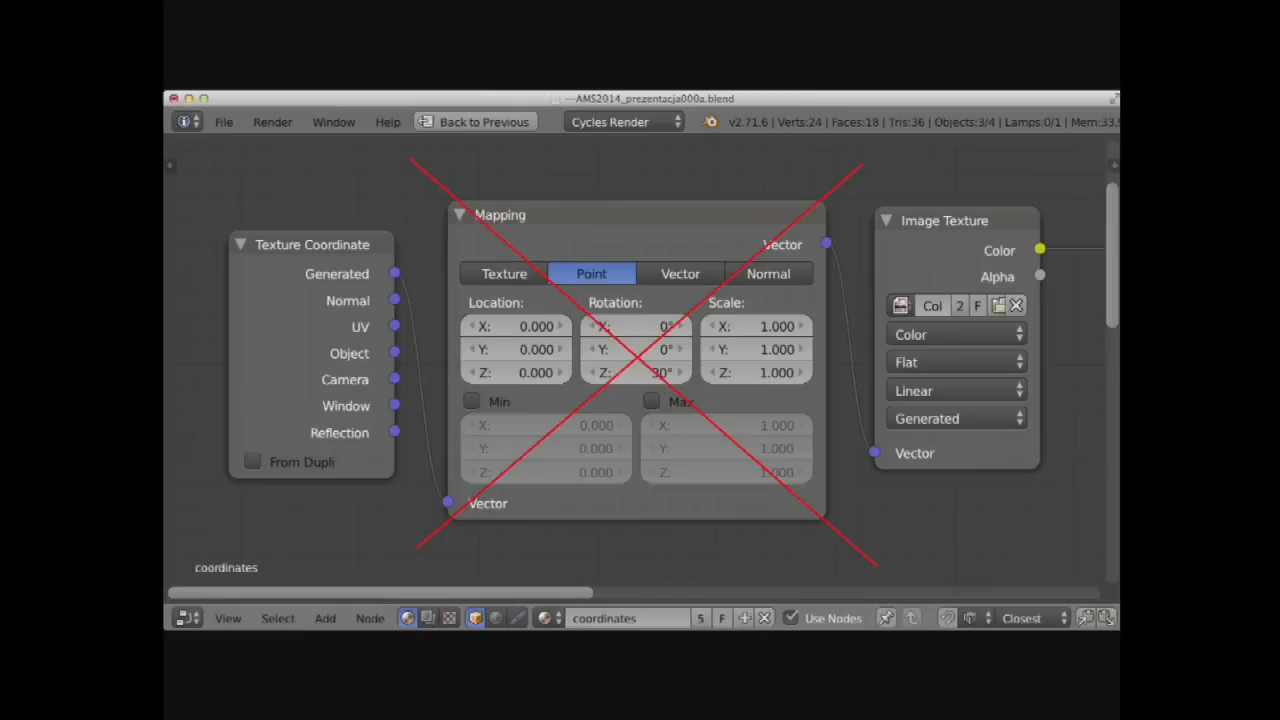 ---AMS2014_prezentacja000a.blend
File Render Window Help Back to Previous Cycles Render v2.71.6 | Verts:24 | Faces:18 | Tris:36 | Objects:3/4 | Lamps:0/1 | Mem:33.
Texture Coordinate
Generated
Normal
UV
Object
Camera
Window
Reflection
From Dupli
Mapping
Vector
Texture Point Vector Normal
Location: Rotation: Scale:
X: 0.000 X: 0° X: 1.000
Y: 0.000 Y: 0° Y: 1.000
Z: 0.000 Z: 30° Z: 1.000
Min Max
X: 0.000 X: 1.000
Y: 0.000 Y: 1.000
Z: 0.000 Z: 1.000
Vector
Image Texture
Color
Alpha
Col 2 F
Color
Flat
Linear
Generated
Vector
coordinates
View Select Add Node coordinates 5 F Use Nodes Closest